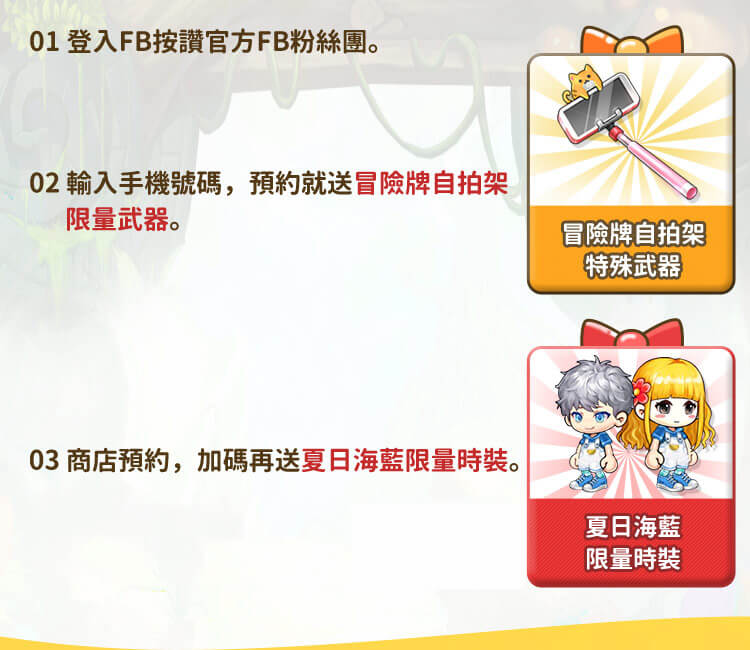 01 登入FB按讚官方FB粉絲團。
02 輸入手機號碼，預約就送冒險牌自拍架
限量武器。
冒險牌自拍架
特殊武器
03 商店預約，加碼再送夏日海藍限量時裝。
夏日海藍
限量時裝